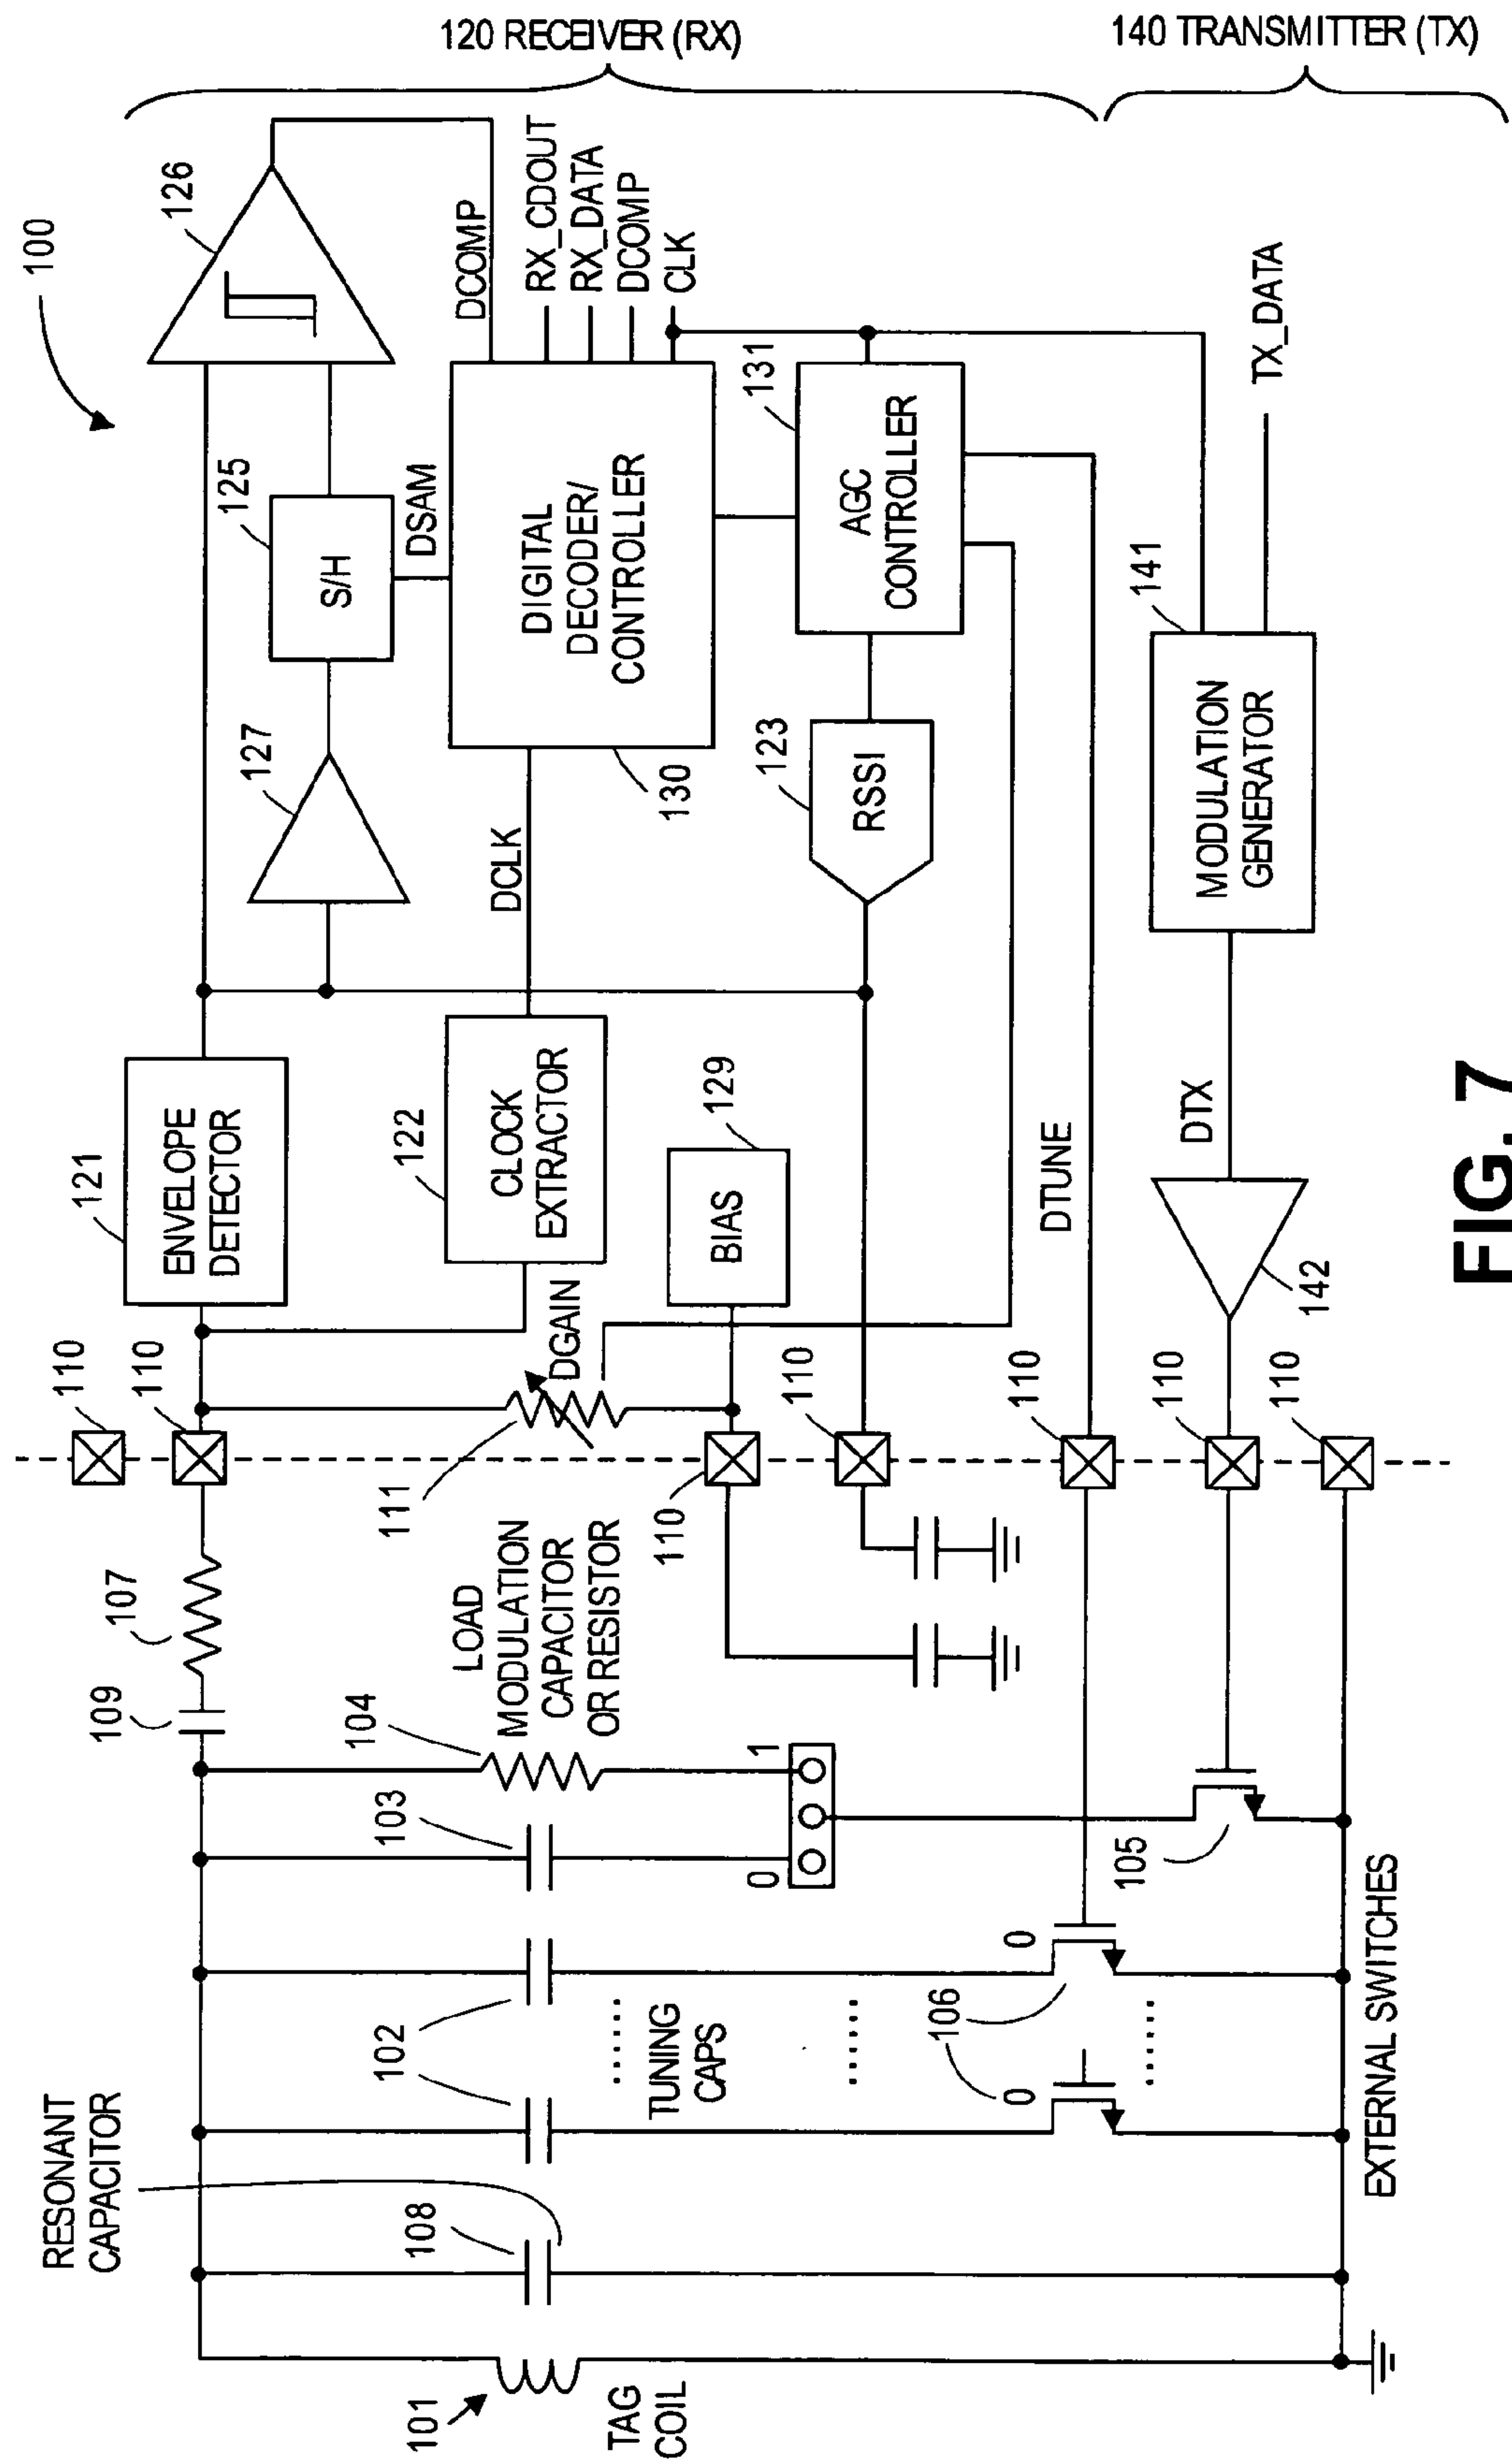 100
120 RECEIVER (RX)
140 TRANSMITTER (TX)
RESONANT
CAPACITOR
108
101
TAG
COIL
102
TUNING
CAPS
......
......
......
103
104
LOAD
MODULATION
CAPACITOR
OR RESISTOR
0
1
0
0
106
105
EXTERNAL SWITCHES
109
107
110
110
110
110
110
110
110
111
DGAIN
121
ENVELOPE
DETECTOR
122
CLOCK
EXTRACTOR
129
BIAS
DCLK
127
125
S/H
126
DSAM
DCOMP
DIGITAL
DECODER/
CONTROLLER
130
RX_CDOUT
RX_DATA
DCOMP
CLK
131
AGC
CONTROLLER
123
RSSI
DTUNE
141
MODULATION
GENERATOR
TX_DATA
DTX
142
FIG. 7